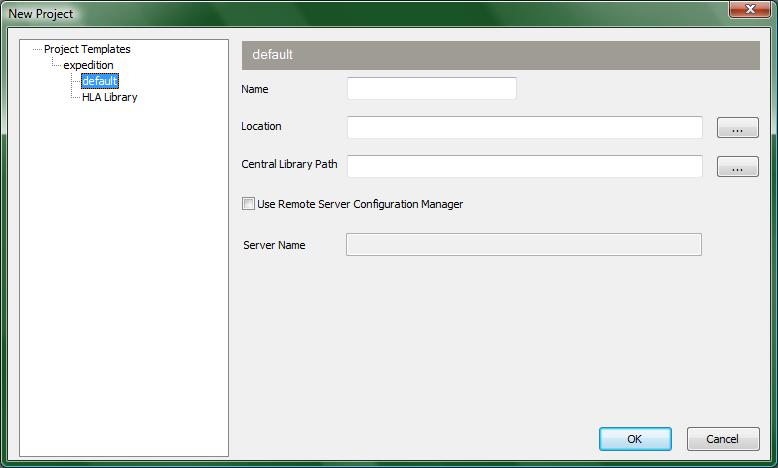 New Project
Project Templates
expedition
default
HLA Library
default
Name
Location
...
Central Library Path
...
Use Remote Server Configuration Manager
Server Name
OK
Cancel